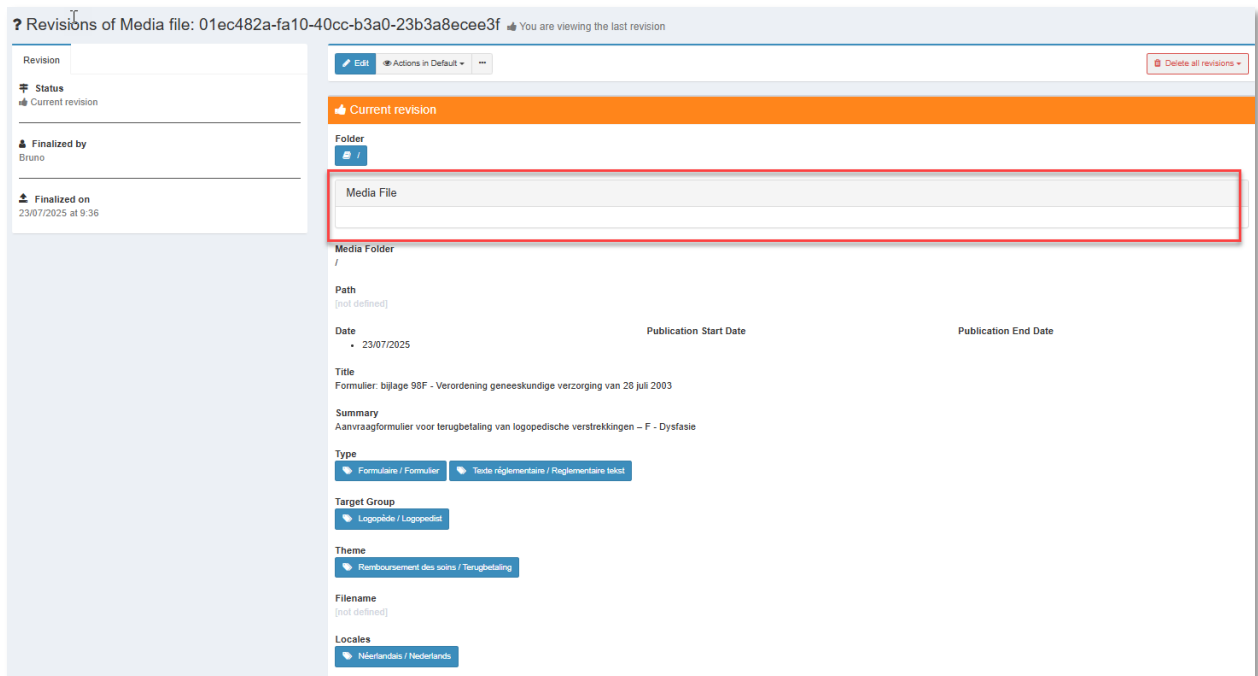 ? Revisions of Media file: 01ec482a-fa10-40cc-b3a0-23b3a8ecee3f You are viewing the last revision
Revision
Status
Current revision
Finalized by
Bruno
Finalized on
23/07/2025 at 9:36
Edit Actions in Default ···
Delete all revisions
Current revision
Folder
/
Media File
Media Folder
/
Path
[not defined]
Date Publication Start Date Publication End Date
• 23/07/2025
Title
Formulier: bijlage 98F - Verordening geneeskundige verzorging van 28 juli 2003
Summary
Aanvraagformulier voor terugbetaling van logopedische verstrekkingen – F - Dysfasie
Type
Formulaire / Formulier Texte réglementaire / Reglementaire tekst
Target Group
Logopède / Logopedist
Theme
Remboursement des soins / Terugbetaling
Filename
[not defined]
Locales
Néerlandais / Nederlands